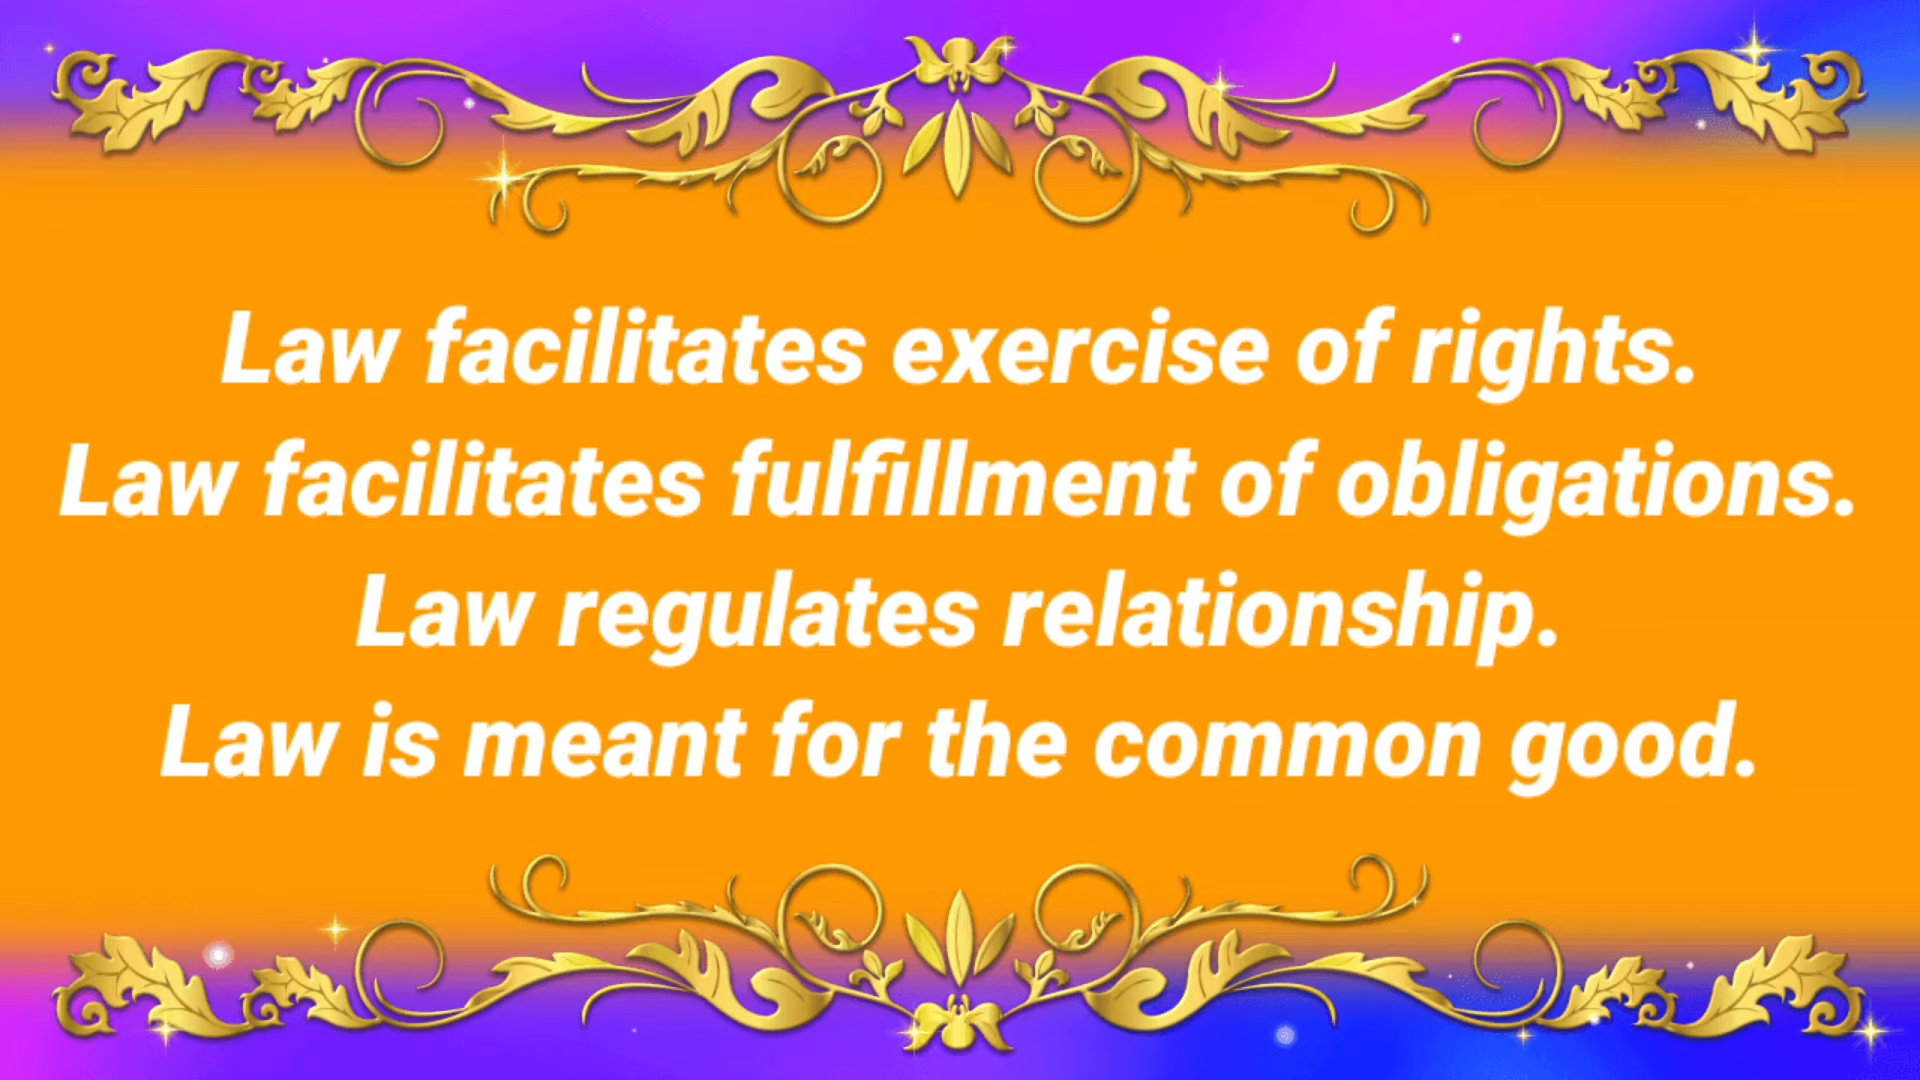 Law facilitates exercise of rights.
Law facilitates fulfillment of obligations.
Law regulates relationship.
Law is meant for the common good.